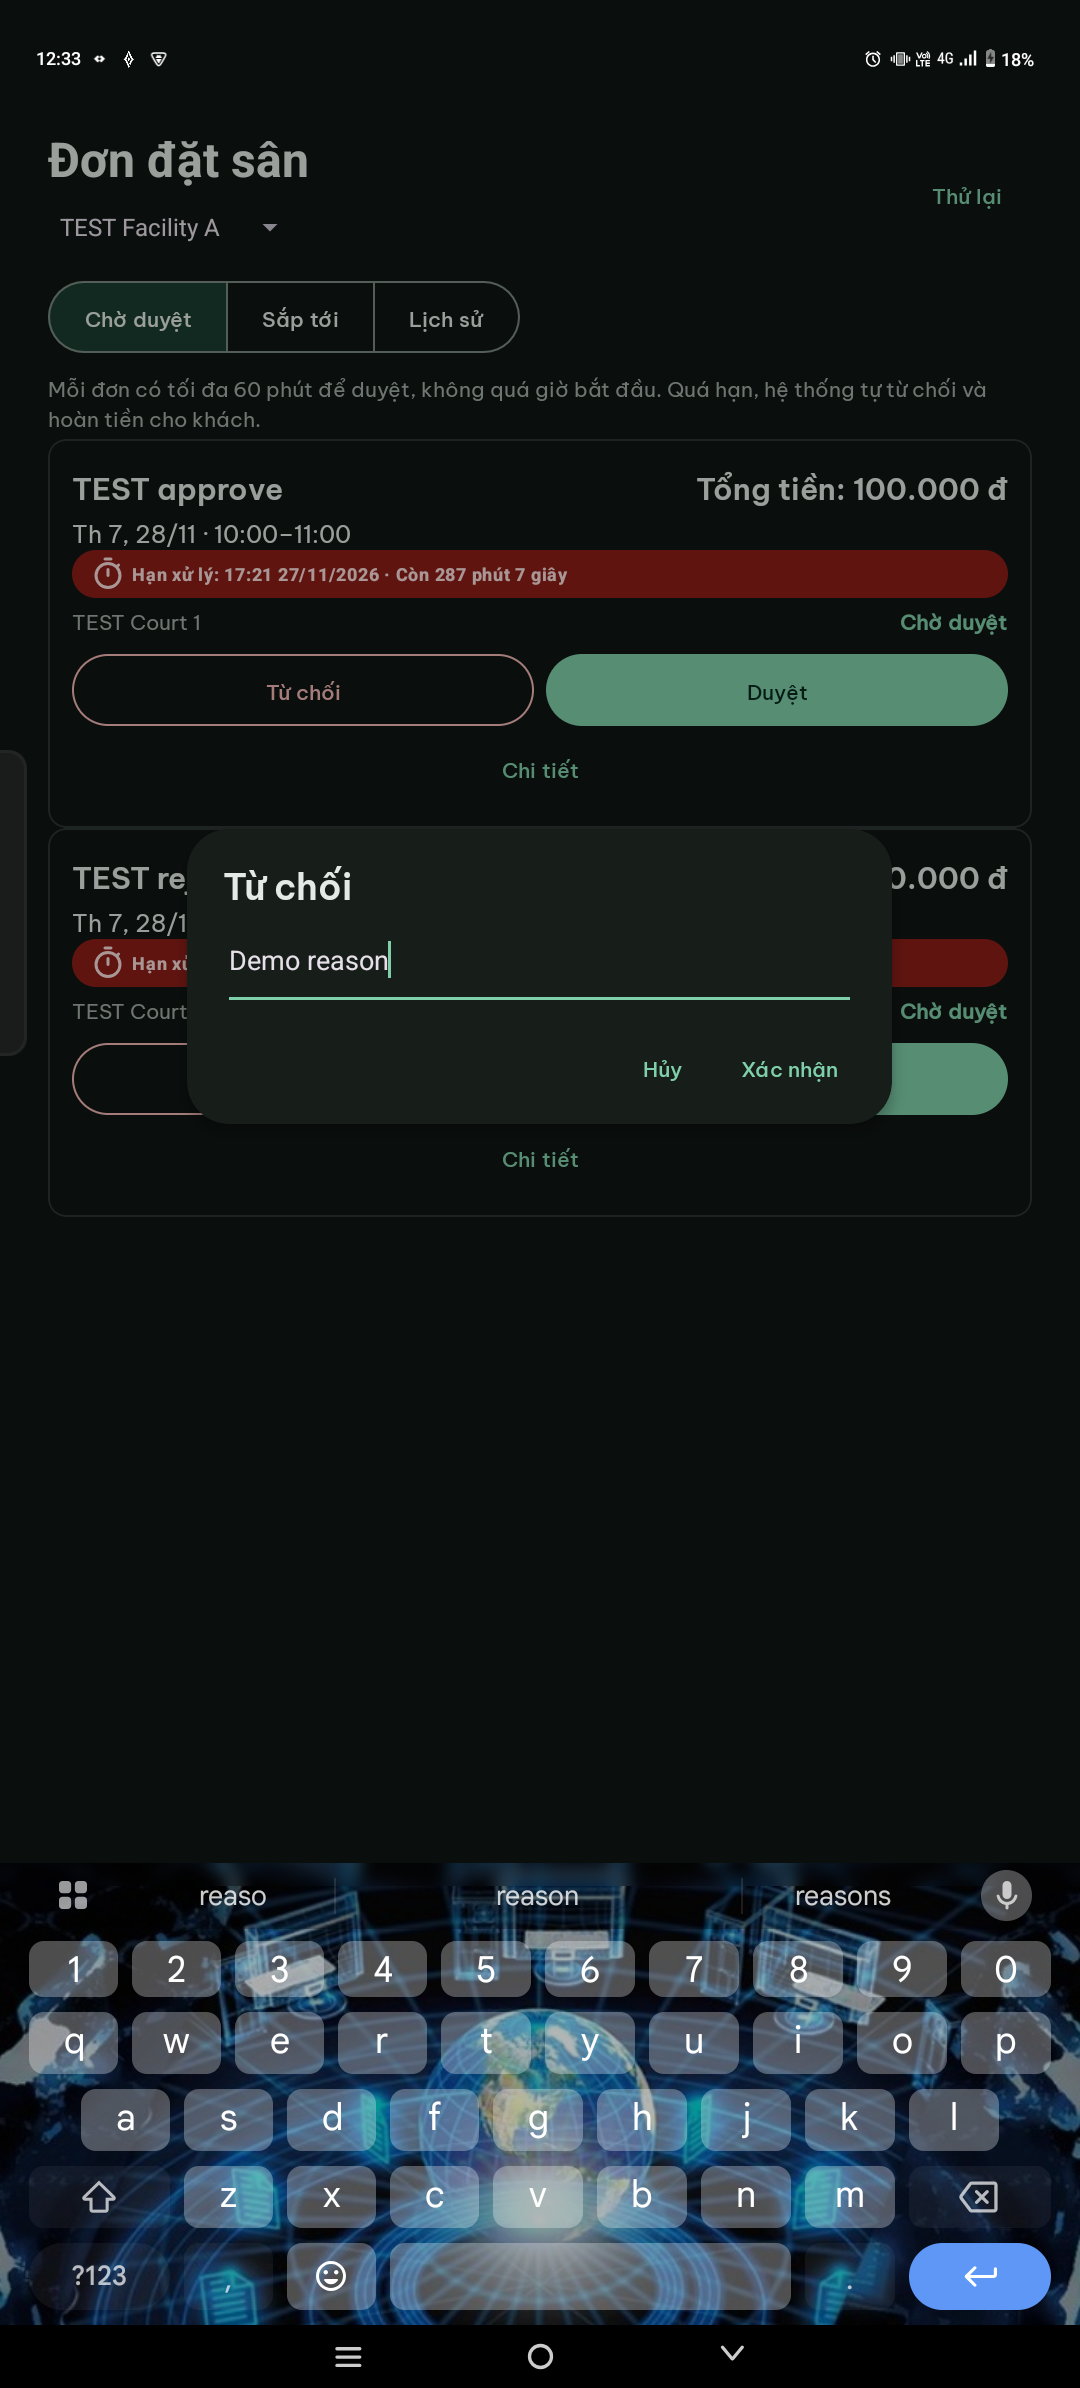 12:33
Vo) LTE 4G 18%
Đơn đặt sân
Thử lại
TEST Facility A
Chờ duyệt Sắp tới Lịch sử
Mỗi đơn có tối đa 60 phút để duyệt, không quá giờ bắt đầu. Quá hạn, hệ thống tự từ chối và
hoàn tiền cho khách.
TEST approve Tổng tiền: 100.000 đ
Th 7, 28/11 · 10:00–11:00
Hạn xử lý: 17:21 27/11/2026 · Còn 287 phút 7 giây
TEST Court 1 Chờ duyệt
Từ chối Duyệt
Chi tiết
TEST 0.000 đ
Th 7, 28/1
Hạn
TEST Court Chờ duyệt
Từ chối
Demo reason
Hủy Xác nhận
Chi tiết
reaso reason reasons
1 2 3 4 5 6 7 8 9 0
q w e r t y u i o p
a s d f g h j k l
z x c v b n m
?123 , .